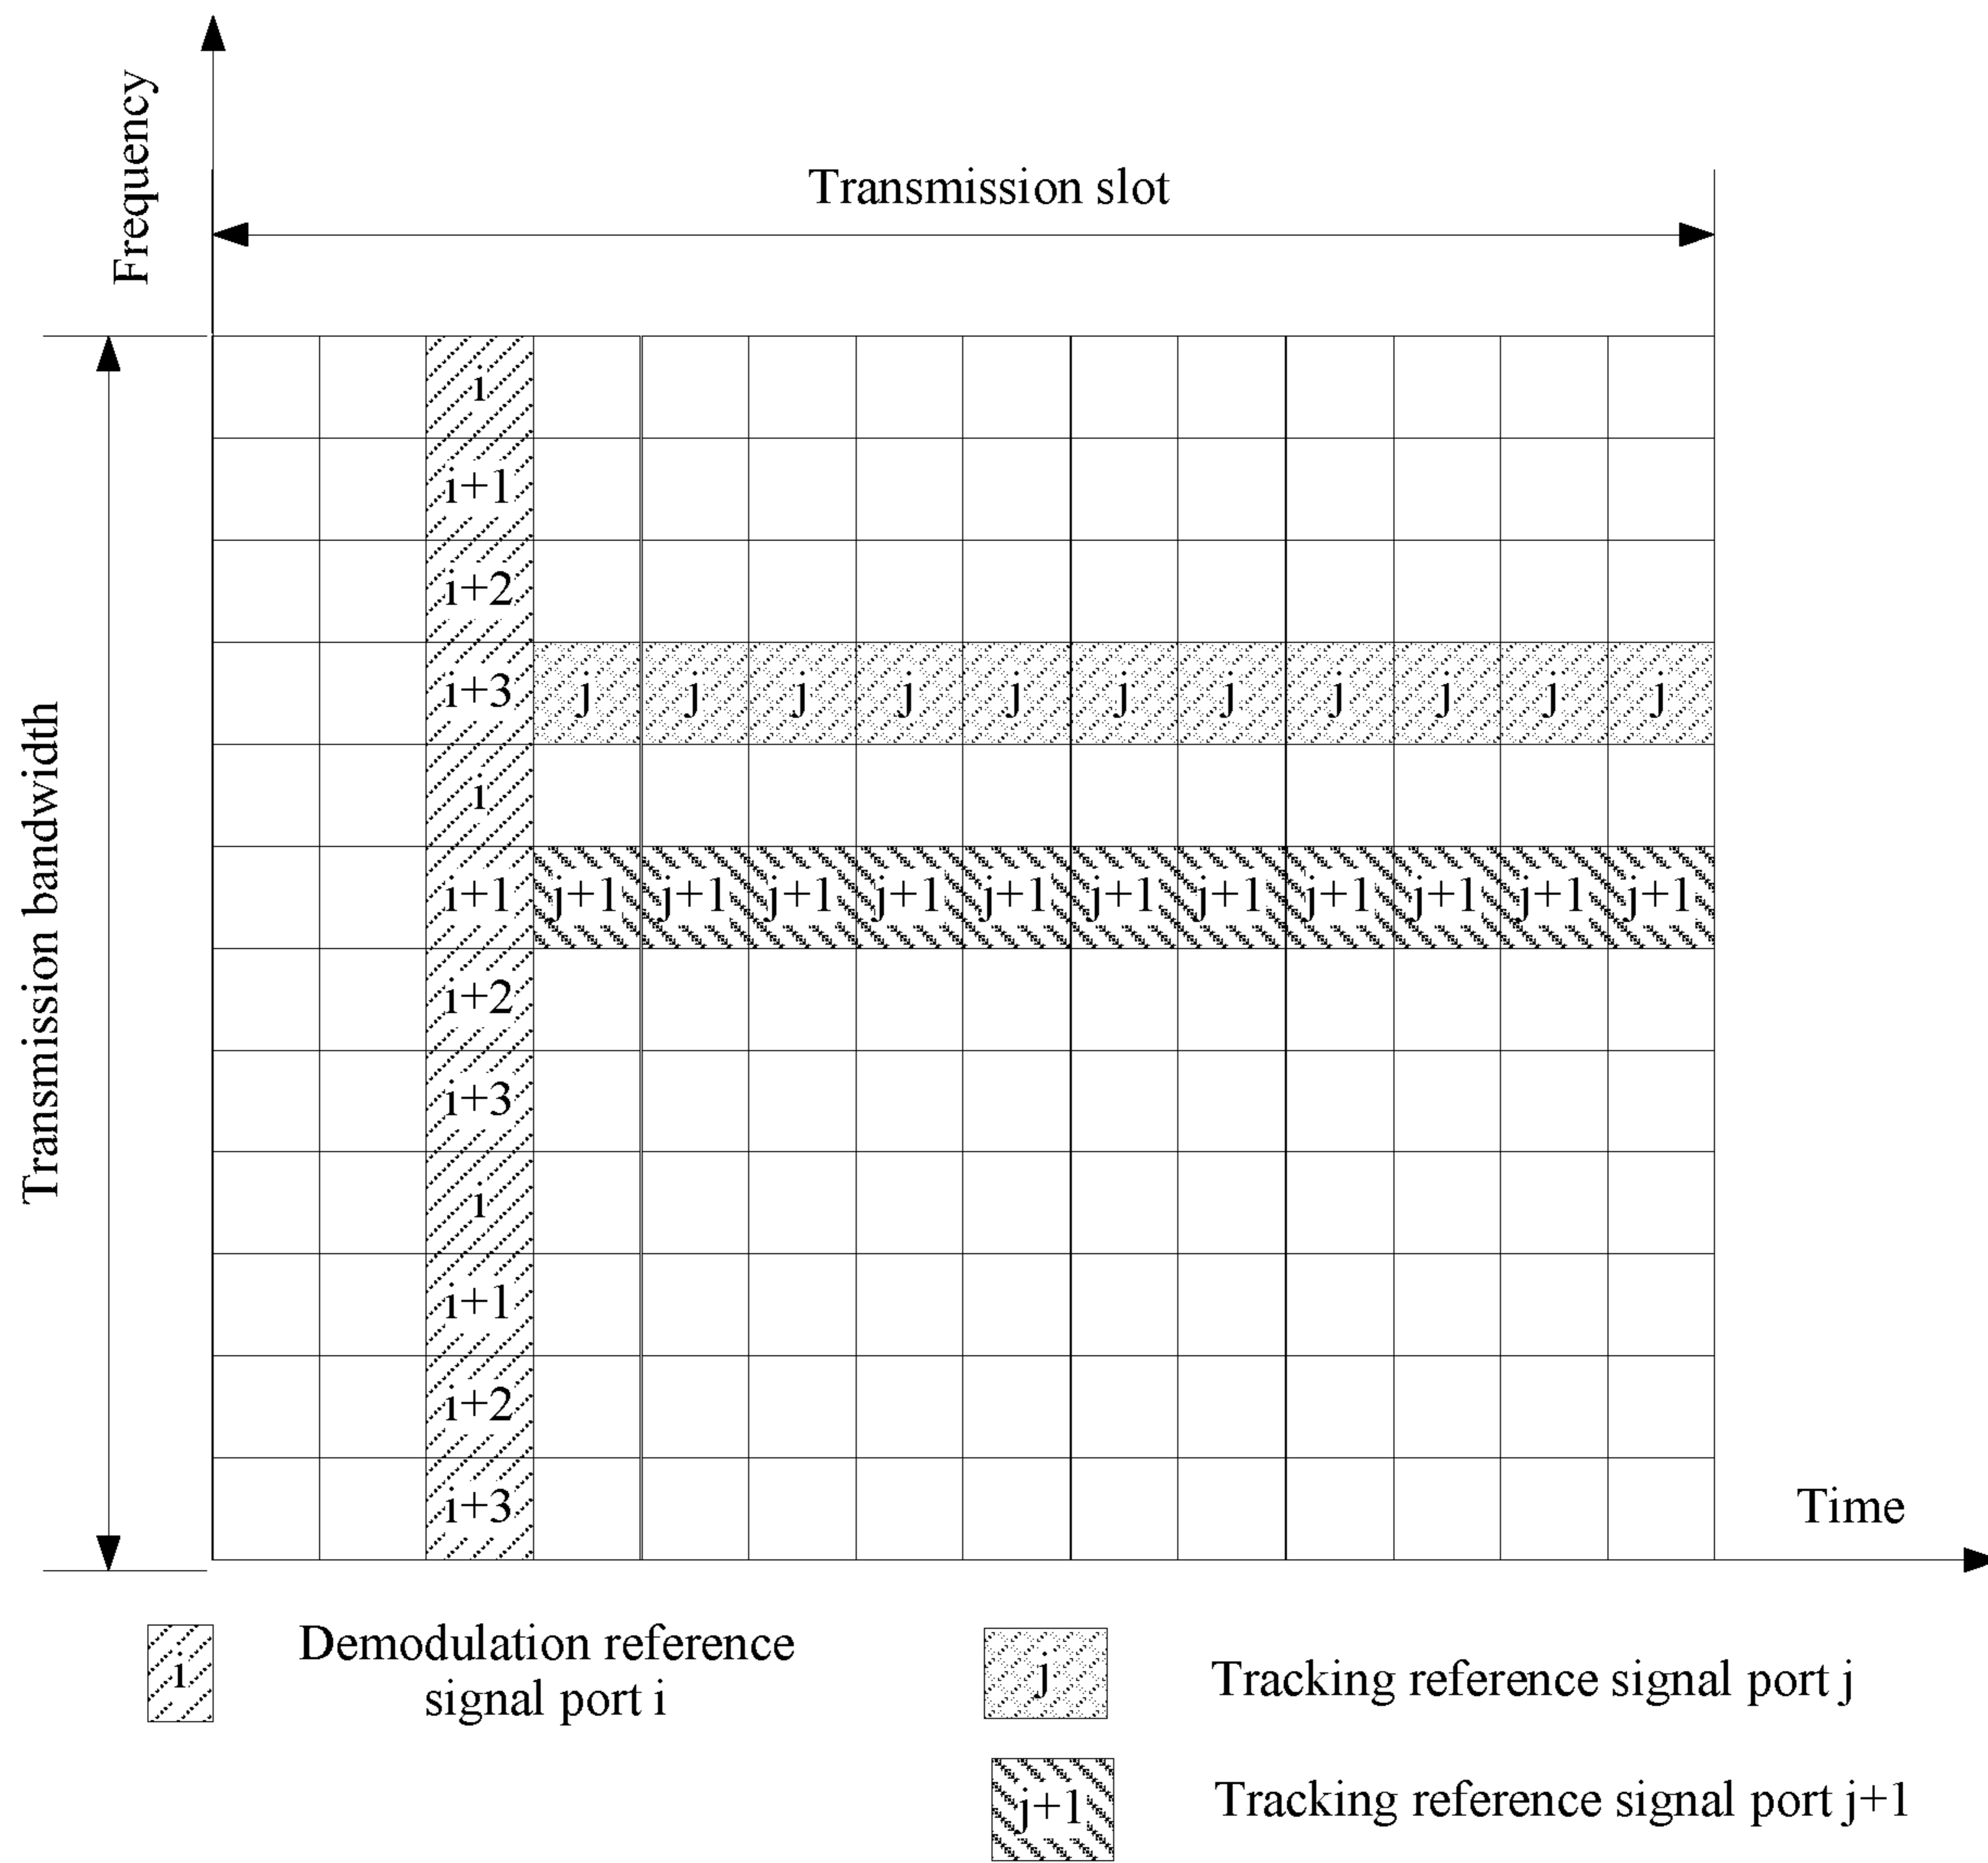 Frequency
Transmission slot
Transmission bandwidth
i
i+1
i+2
i+3 j j j j j j j j j j j
i
i+1 j+1 j+1 j+1 j+1 j+1 j+1 j+1 j+1 j+1 j+1 j+1
i+2
i+3
i
i+1
i+2
i+3
Time
i Demodulation reference
signal port i
j Tracking reference signal port j
j+1 Tracking reference signal port j+1